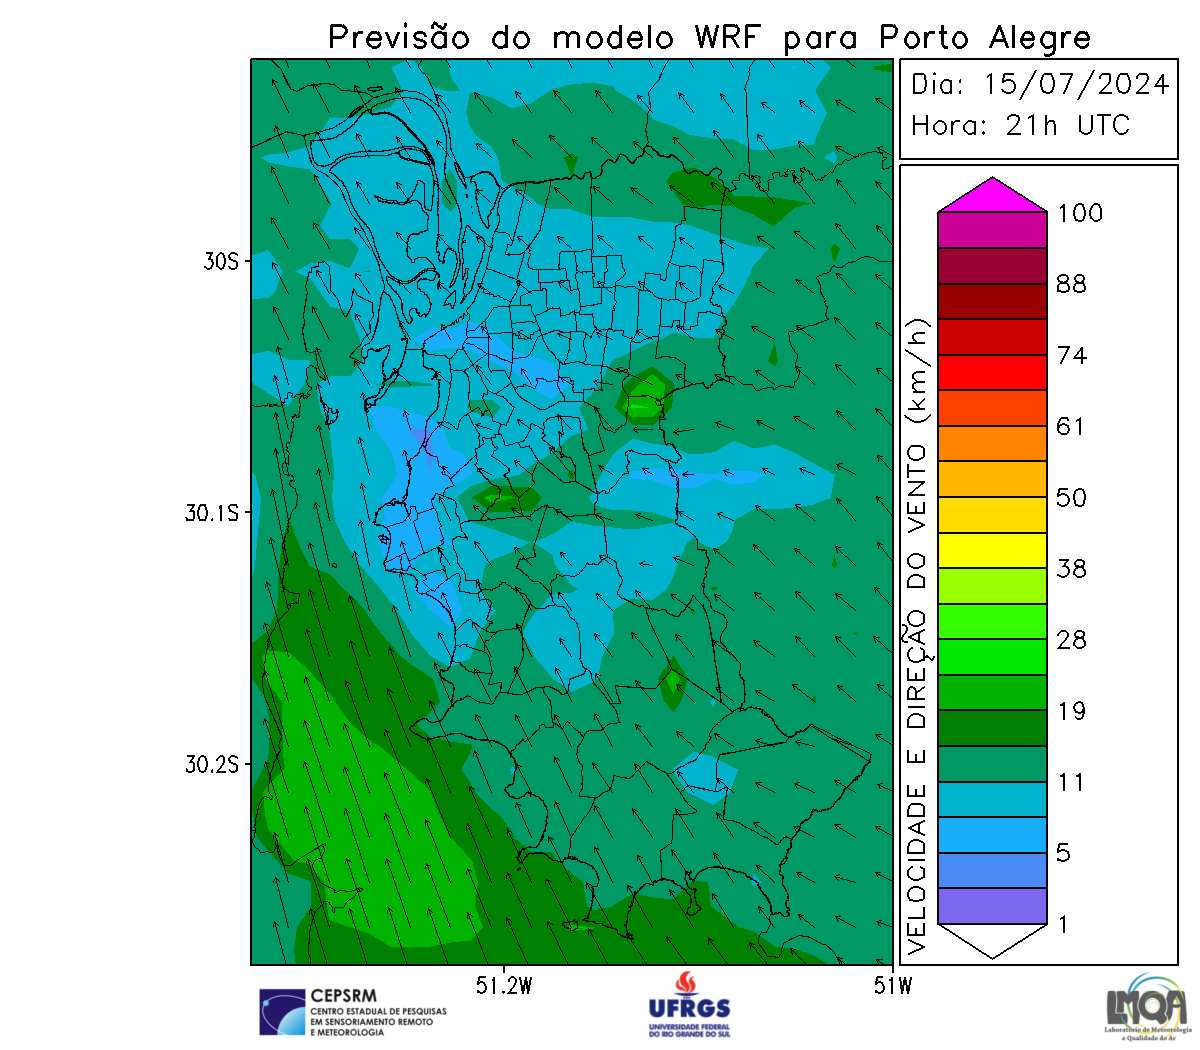 Previsão do modelo WRF para Porto Alegre
Dia: 15/07/2024
Hora: 21h UTC
VELOCIDADE E DIREÇÃO DO VENTO (km/h)
100
88
74
61
50
38
28
19
11
5
1
30S
30.1S
30.2S
51.2W
51W
CEPSRM
CENTRO ESTADUAL DE PESQUISAS
EM SENSORIAMENTO REMOTO
E METEOROLOGIA
UFRGS
UNIVERSIDADE FEDERAL
DO RIO GRANDE DO SUL
LMQA
Laboratório de Meteorologia
e Qualidade do Ar